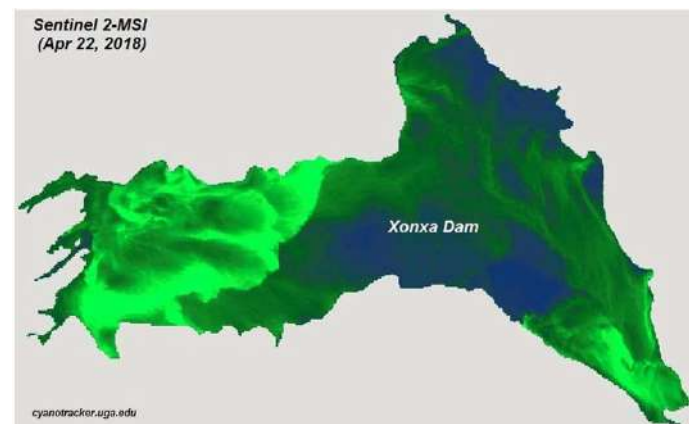 Sentinel 2-MSI
(Apr 22, 2018)
Xonxa Dam
cyanotracker.uga.edu